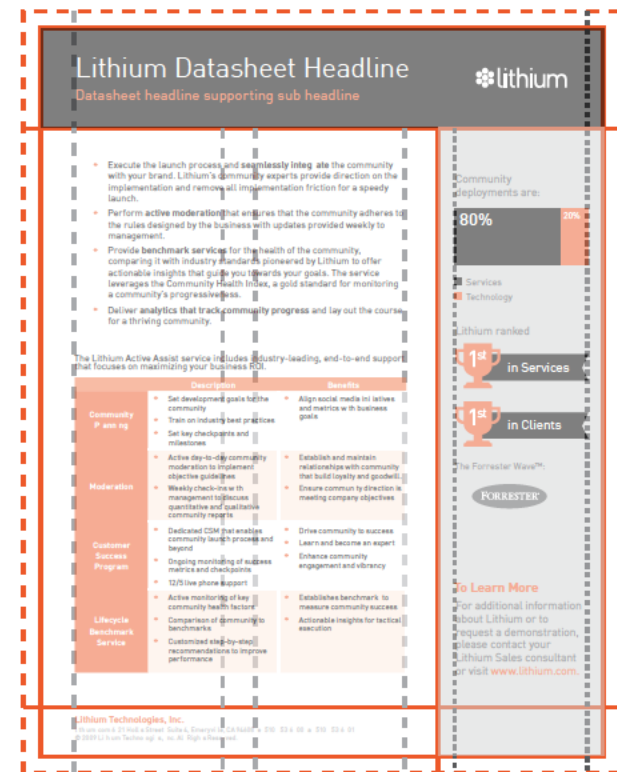 Lithium Datasheet Headline
Datasheet headline supporting sub headline
lithium
Execute the launch process and seamlessly integ ate the community
with your brand. Lithium's community experts provide direction on the
implementation and remove all implementation friction for a speedy
launch.
Perform active moderation that ensures that the community adheres to
the rules designed by the business with updates provided weekly to
management.
Provide benchmark services for the health of the community,
comparing it with industry standards pioneered by Lithium to offer
actionable insights that guide you towards your goals. The service
leverages the Community Health Index, a gold standard for monitoring
a community's progressiveness.
Deliver analytics that track community progress and lay out the course
for a thriving community.
The Lithium Active Assist service includes industry-leading, end-to-end support
that focuses on maximizing your business ROI.
Description Benefits
Community
P ann ng
Set development goals for the
community
Train on industry best practices
Set key checkpoints and
milestones
Align social media ini iatives
and metrics with business
goals
Moderation
Active day-to-day community
moderation to implement
objective guidelines
Weekly check-ins w th
management to discuss
quantitative and qualitative
community reports
Establish and maintain
relationships with community
that build loyalty and goodwill.
Ensure commun ty direction is
meeting company objectives
Customer
Success
Program
Dedicated CSM that enables
community launch process and
beyond
Ongoing monitoring of success
metrics and checkpoints
12/5 live phone support
Drive community to success
Learn and become an expert
Enhance community
engagement and vibrancy
Lifecycle
Benchmark
Service
Active monitoring of key
community health factors
Comparison of community to
benchmarks
Customized step-by-step
recommendations to improve
performance
Establishes benchmark to
measure community success
Actionable insights for tactical
execution
Community
deployments are:
80% 20%
Services
Technology
Lithium ranked
1st in Services
1st in Clients
The Forrester Wave™:
FORRESTER
To Learn More
For additional information
about Lithium or to
request a demonstration,
please contact your
Lithium Sales consultant
or visit www.lithium.com.
Lithium Technologies, Inc.